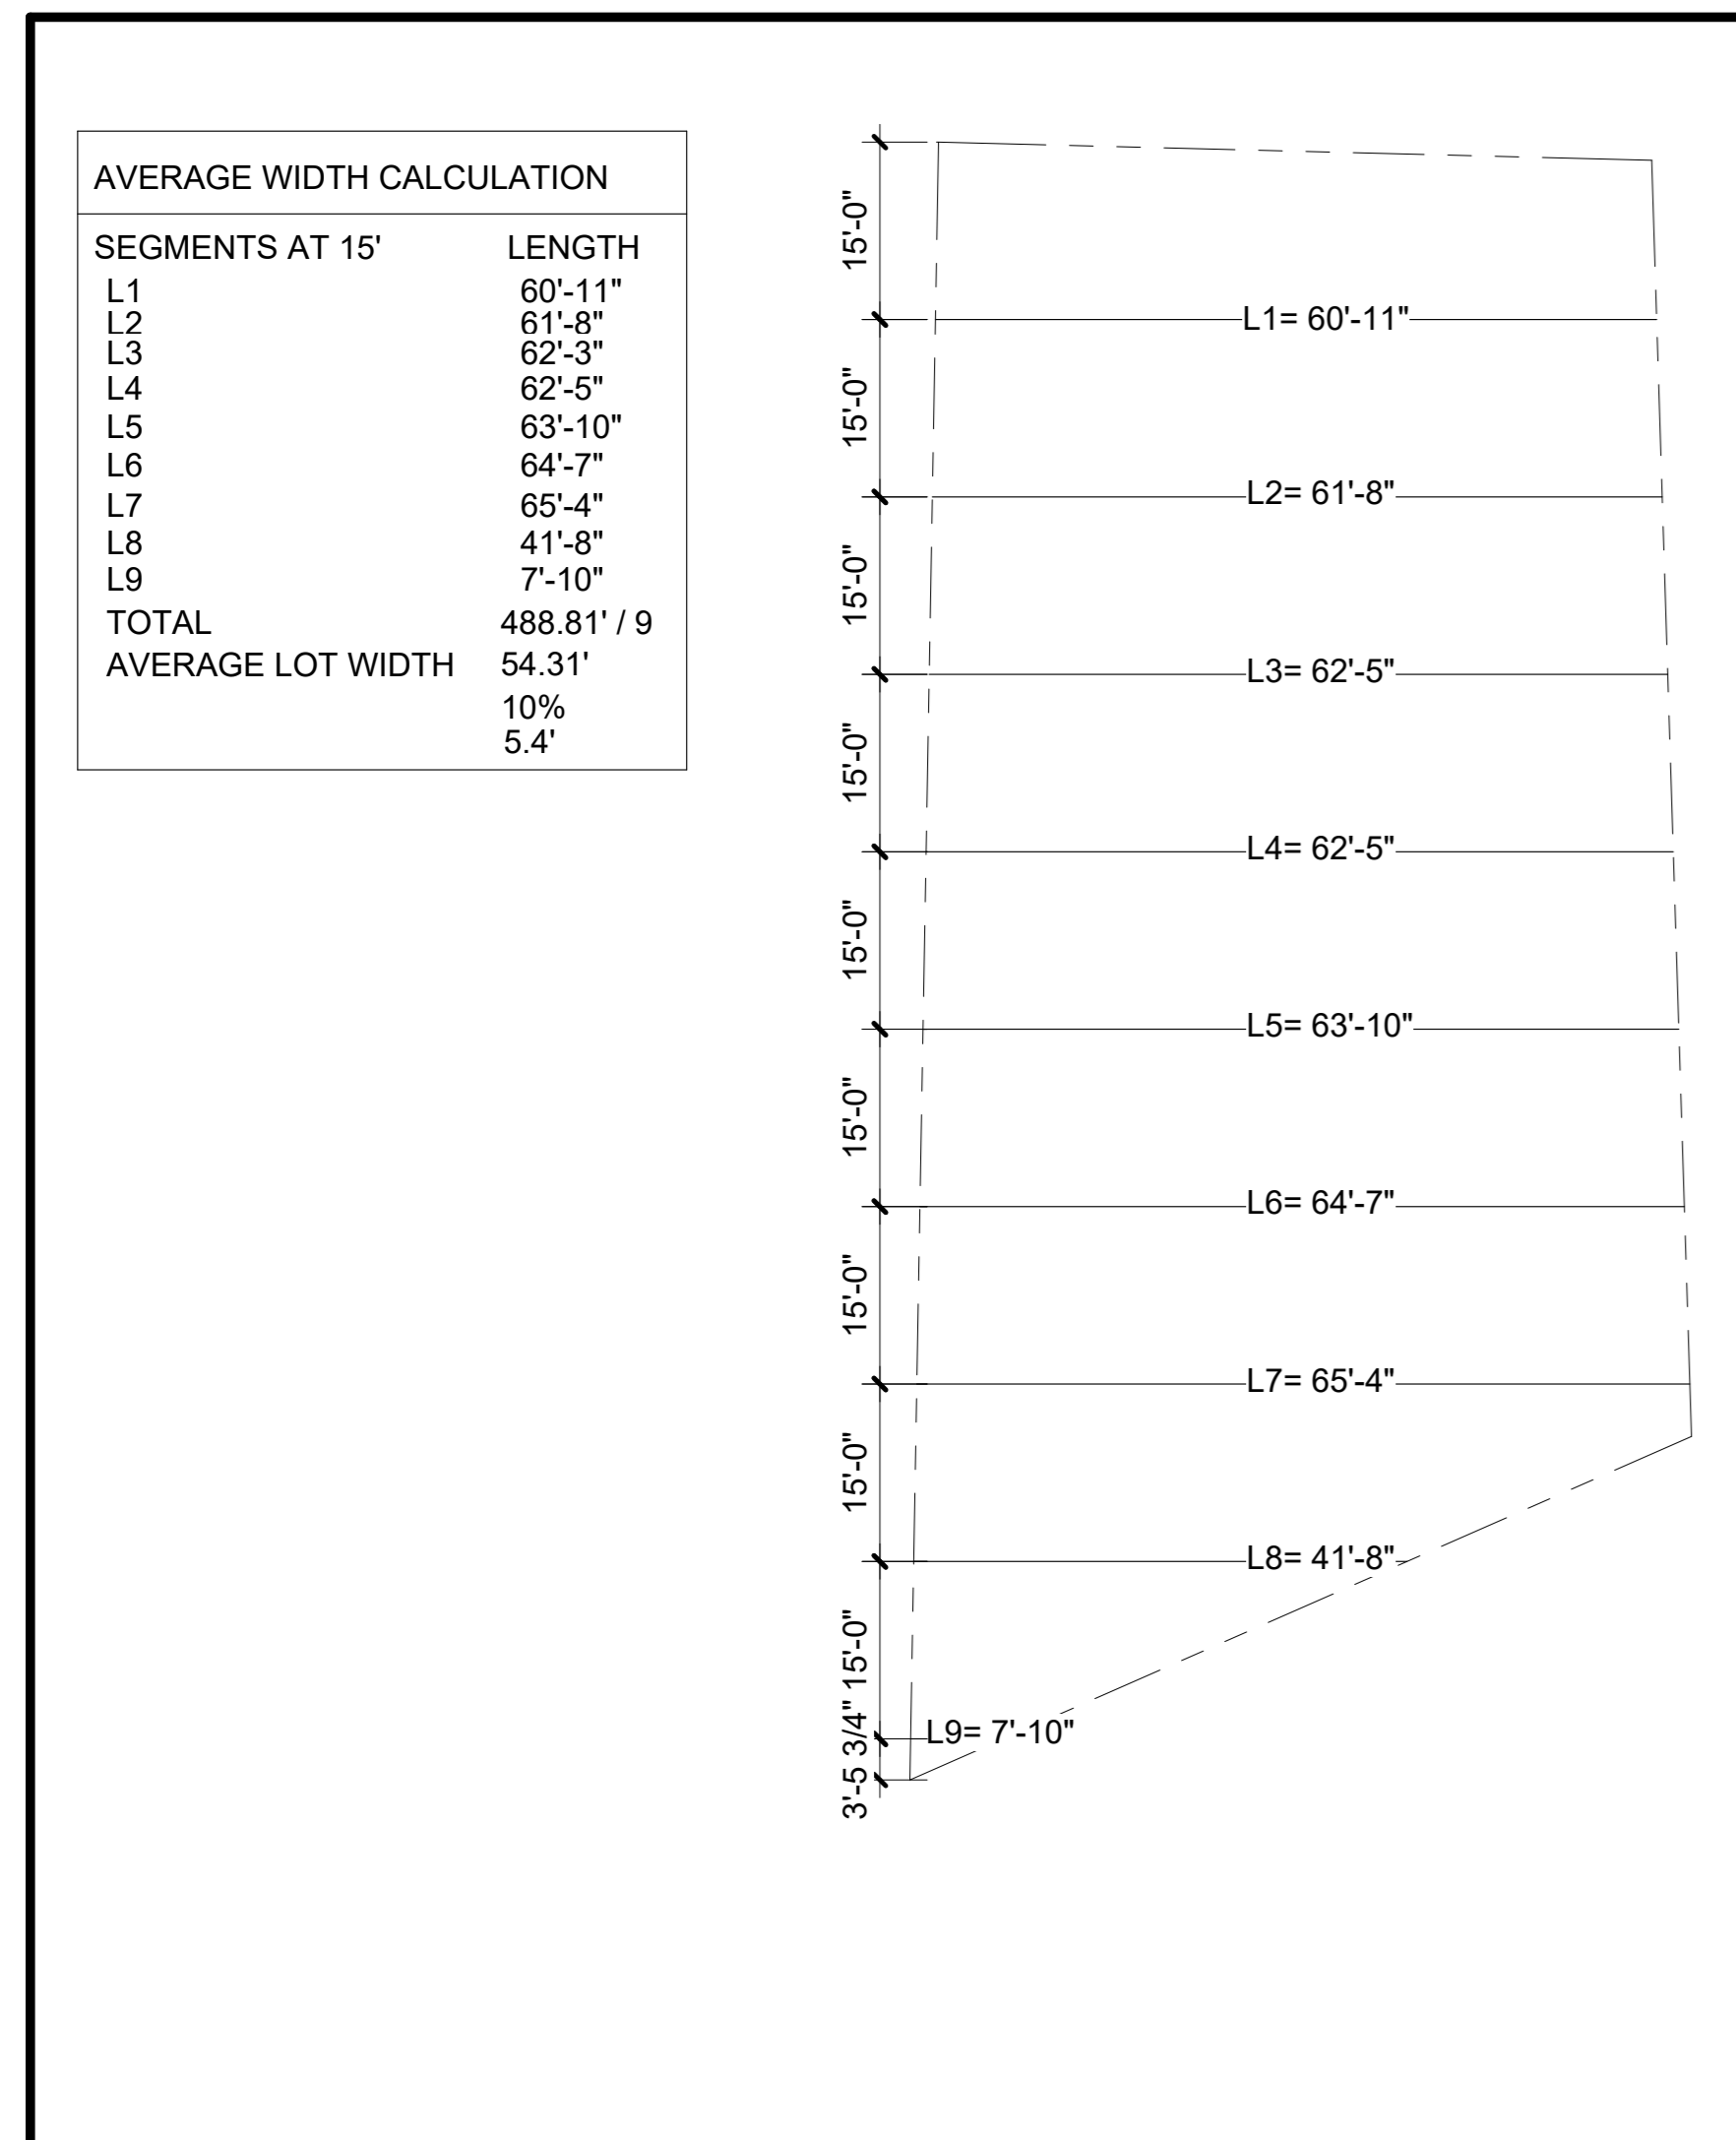 AVERAGE WIDTH CALCULATION
SEGMENTS AT 15' LENGTH
L1 60'-11"
L2 61'-8"
L3 62'-3"
L4 62'-5"
L5 63'-10"
L6 64'-7"
L7 65'-4"
L8 41'-8"
L9 7'-10"
TOTAL 488.81' / 9
AVERAGE LOT WIDTH 54.31'
10%
5.4'
15'-0"
L1= 60'-11"
15'-0"
L2= 61'-8"
15'-0"
L3= 62'-5"
15'-0"
L4= 62'-5"
15'-0"
L5= 63'-10"
15'-0"
L6= 64'-7"
15'-0"
L7= 65'-4"
15'-0"
L8= 41'-8"
15'-0"
L9= 7'-10"
3'-5 3/4"